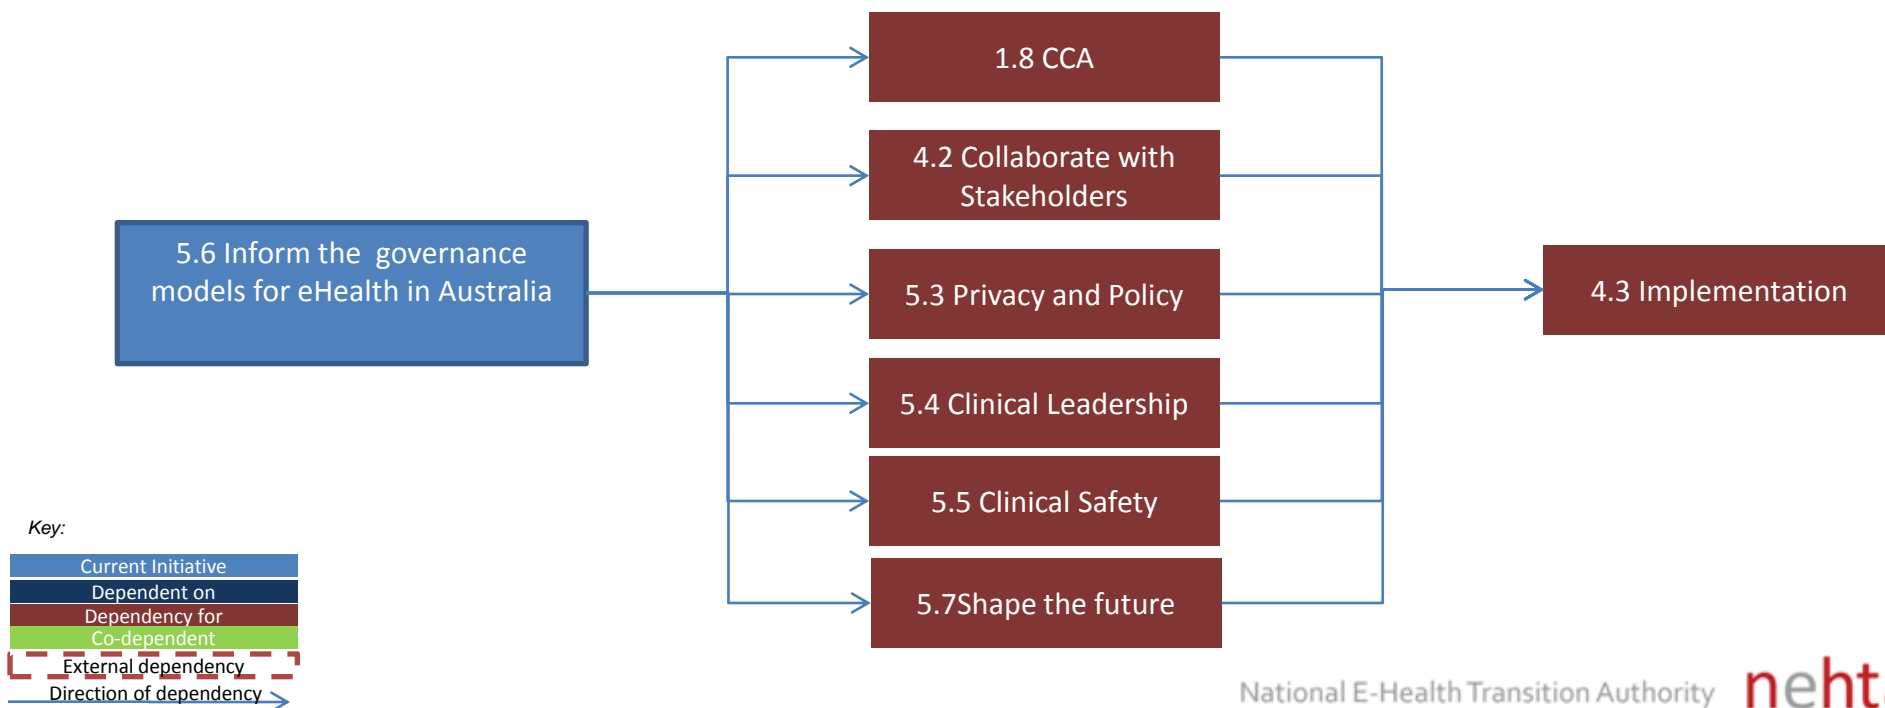 1.8 CCA
4.2 Collaborate with
Stakeholders
5.6 Inform the governance
models for eHealth in Australia
5.3 Privacy and Policy
4.3 Implementation
5.4 Clinical Leadership
5.5 Clinical Safety
5.7Shape the future
Key:
Current Initiative
Dependent on
Dependency for
Co-dependent
External dependency
Direction of dependency
National E-Health Transition Authority
neht